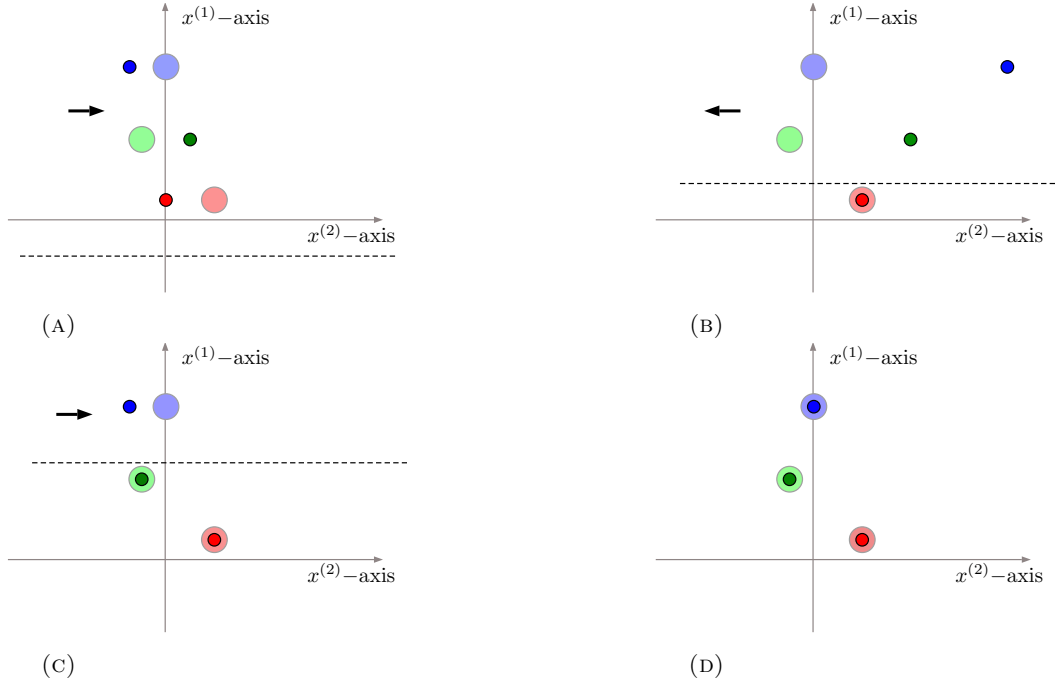 x⁽¹⁾−axis
x⁽¹⁾−axis
x⁽²⁾−axis
x⁽²⁾−axis
(A)
(B)
x⁽¹⁾−axis
x⁽¹⁾−axis
x⁽²⁾−axis
x⁽²⁾−axis
(C)
(D)